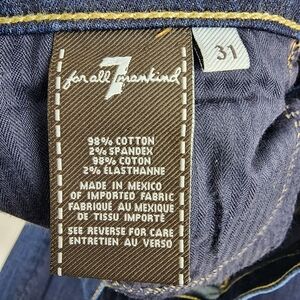 31
for all 7 mankind
98% COTTON
2% SPANDEX
98% COTON
2% ÉLASTHANNE
MADE IN MEXICO
OF IMPORTED FABRIC
FABRIQUÉ AU MEXIQUE
DE TISSU IMPORTÉ
SEE REVERSE FOR CARE
ENTRETIEN AU VERSO